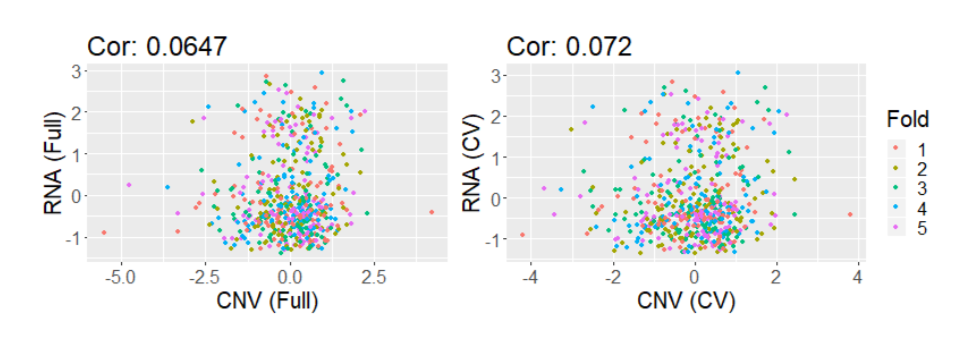 Cor: 0.0647
RNA (Full)
3
2
1
0
-1
-5.0 -2.5 0.0 2.5
CNV (Full)
Cor: 0.072
RNA (CV)
3
2
1
0
-1
-4 -2 0 2 4
CNV (CV)
Fold
1
2
3
4
5